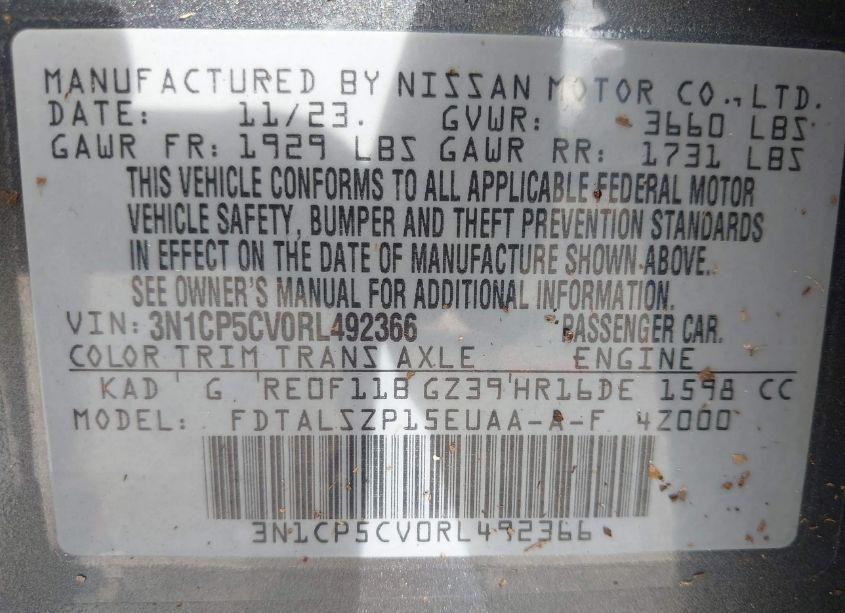 MANUFACTURED BY NISSAN MOTOR CO., LTD.
DATE: 11/23. GVWR: 3660 LBS
GAWR FR: 1929 LBS GAWR RR: 1731 LBS
THIS VEHICLE CONFORMS TO ALL APPLICABLE FEDERAL MOTOR
VEHICLE SAFETY, BUMPER AND THEFT PREVENTION STANDARDS
IN EFFECT ON THE DATE OF MANUFACTURE SHOWN ABOVE.
SEE OWNER'S MANUAL FOR ADDITIONAL INFORMATION.
VIN: 3N1CP5CV0RL492366 PASSENGER CAR.
COLOR TRIM TRANS AXLE ENGINE
KAD G RE0F11B GZ39 HR16DE 1598 CC
MODEL: FDTALSZP15EUAA-A-F 4Z000
3N1CP5CV0RL492366